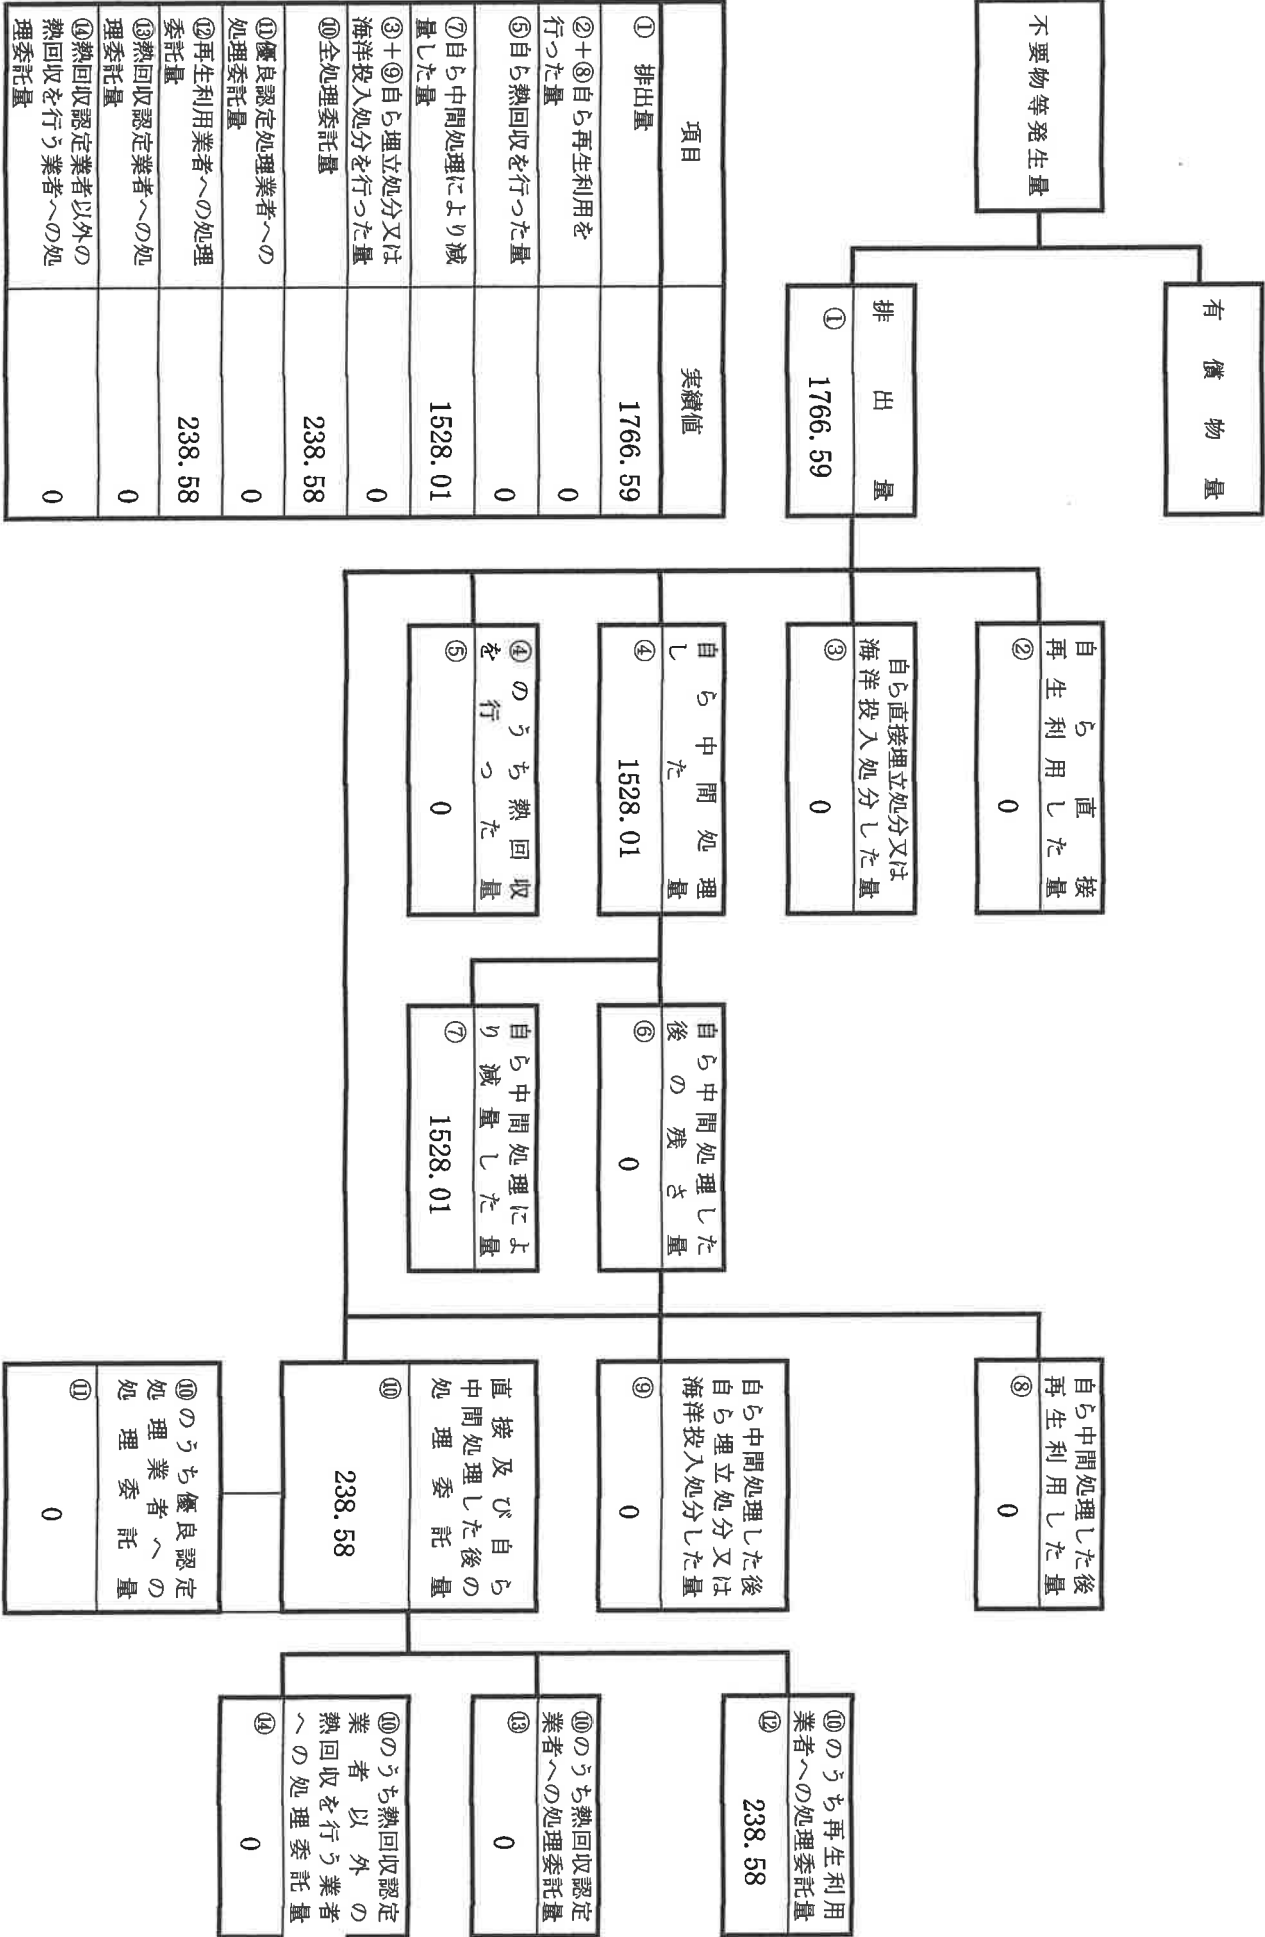 不要物等発生量
有償物量
排出量
① 1766.59
自ら直接
再生利用した量
② 0
自ら直接埋立処分又は
海洋投入処分した量
③ 0
自ら中間処理
した量
④ 1528.01
④のうち熱回収
を行った量
⑤ 0
自ら中間処理した
後の残さ量
⑥ 0
自ら中間処理によ
り減量した量
⑦ 1528.01
自ら中間処理した後
再生利用した量
⑧ 0
自ら中間処理した後
自ら埋立処分又は
海洋投入処分した量
⑨ 0
直接及び自ら
中間処理した後の
処理委託量
⑩ 238.58
⑩のうち優良認定
処理業者への
処理委託量
⑪ 0
⑩のうち再生利用
業者への処理委託量
⑫ 238.58
⑩のうち熱回収認定
業者への処理委託量
⑬ 0
⑩のうち熱回収認定
業者以外の
熱回収を行う業者
への処理委託量
⑭ 0
項目 実績値
① 排出量 1766.59
②+⑧自ら再生利用を
行った量 0
⑤自ら熱回収を行った量 0
⑦自ら中間処理により減
量した量 1528.01
③+⑨自ら埋立処分又は
海洋投入処分を行った量 0
⑩全処理委託量 238.58
⑪優良認定処理業者への
処理委託量 0
⑫再生利用業者への処理
委託量 238.58
⑬熱回収認定業者への処
理委託量 0
⑭熱回収認定業者以外の
熱回収を行う業者への処
理委託量 0